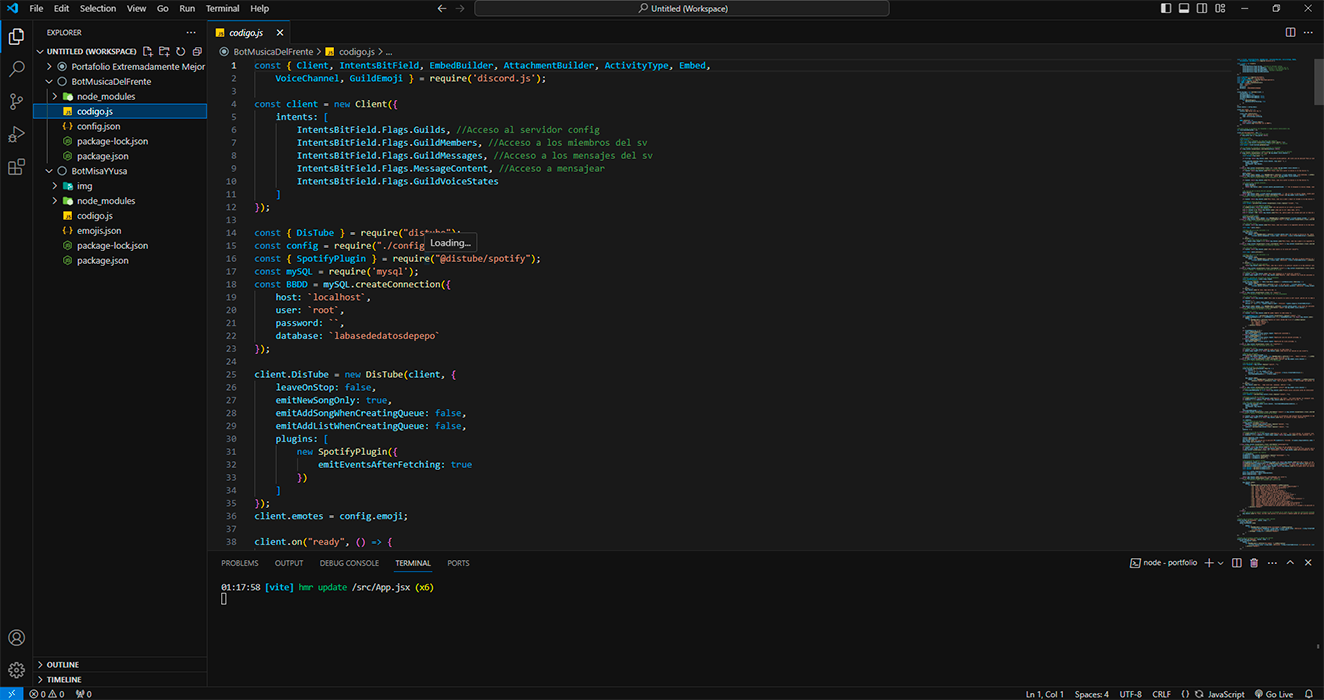 File Edit Selection View Go Run Terminal Help
Untitled (Workspace)
EXPLORER
UNTITLED (WORKSPACE)
Portafolio Extremadamente Mejor
BotMusicaDelFrente
node_modules
codigo.js
config.json
package-lock.json
package.json
BotMisaYYusa
img
node_modules
codigo.js
emojis.json
package-lock.json
package.json
OUTLINE
TIMELINE
codigo.js
BotMusicaDelFrente > codigo.js > ...
1 const { Client, IntentsBitField, EmbedBuilder, AttachmentBuilder, ActivityType, Embed,
2 VoiceChannel, GuildEmoji } = require('discord.js');
3
4 const client = new Client({
5 intents: [
6 IntentsBitField.Flags.Guilds, //Acceso al servidor config
7 IntentsBitField.Flags.GuildMembers, //Acceso a los miembros del sv
8 IntentsBitField.Flags.GuildMessages, //Acceso a los mensajes del sv
9 IntentsBitField.Flags.MessageContent, //Acceso a mensajear
10 IntentsBitField.Flags.GuildVoiceStates
11 ]
12 });
13
14 const { DisTube } = require("distube");
15 const config = require("./config
Loading...
16 const { SpotifyPlugin } = require("@distube/spotify");
17 const mySQL = require('mysql');
18 const BBDD = mySQL.createConnection({
19 host: `localhost`,
20 user: `root`,
21 password: ``,
22 database: `labasededatosdepepo`
23 });
24
25 client.DisTube = new DisTube(client, {
26 leaveOnStop: false,
27 emitNewSongOnly: true,
28 emitAddSongWhenCreatingQueue: false,
29 emitAddListWhenCreatingQueue: false,
30 plugins: [
31 new SpotifyPlugin({
32 emitEventsAfterFetching: true
33 })
34 ]
35 });
36 client.emotes = config.emoji;
37
38 client.on("ready", () => {
PROBLEMS OUTPUT DEBUG CONSOLE TERMINAL PORTS
node - portfolio
01:17:58 [vite] hmr update /src/App.jsx (x6)
0 0 0
Ln 1, Col 1 Spaces: 4 UTF-8 CRLF {} JavaScript Go Live